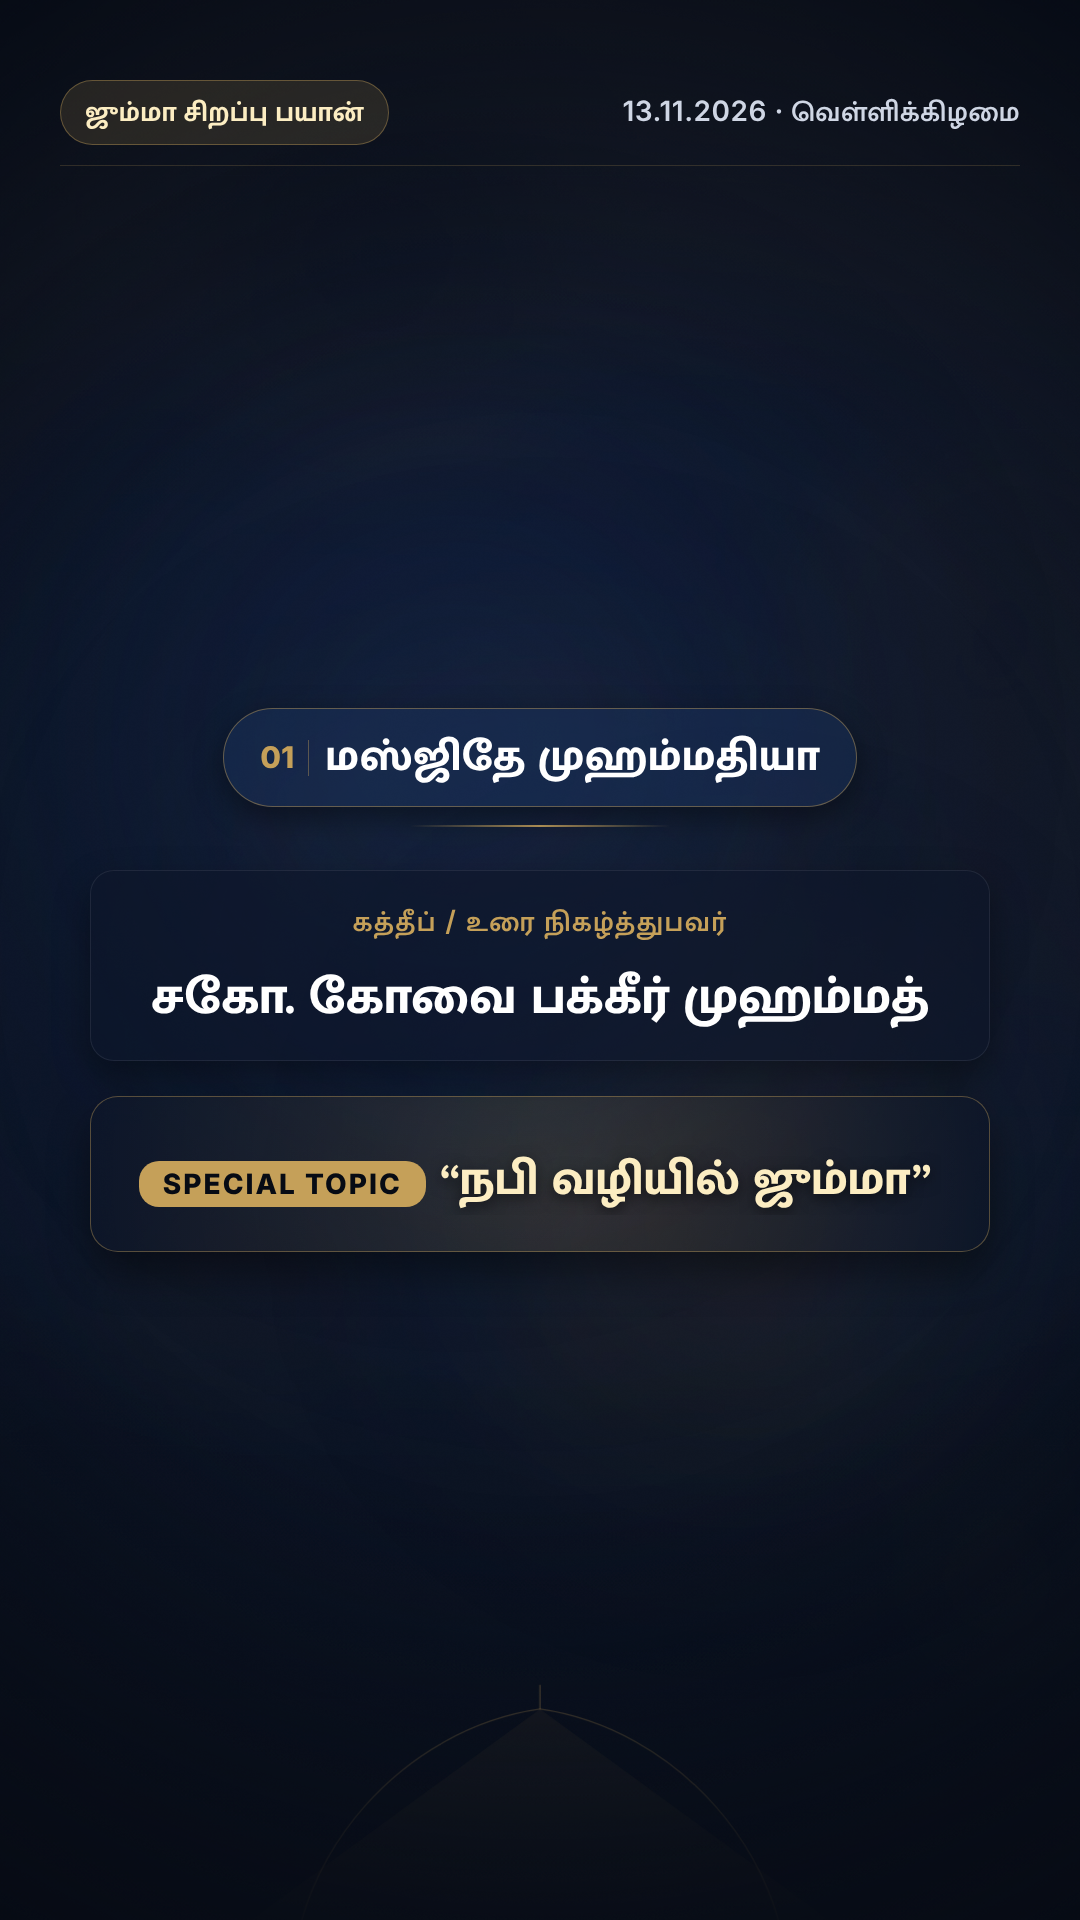 ஜும்மா சிறப்பு பயான்
13.11.2026 · வெள்ளிக்கிழமை
01 மஸ்ஜிதே முஹம்மதியா
கத்தீப் / உரை நிகழ்த்துபவர்
சகோ. கோவை பக்கீர் முஹம்மத்
SPECIAL TOPIC “நபி வழியில் ஜும்மா”